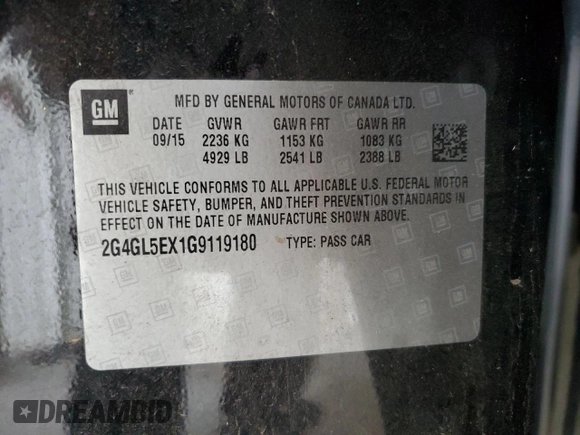 GM
MFD BY GENERAL MOTORS OF CANADA LTD.
DATE GVWR GAWR FRT GAWR RR
09/15 2236 KG 1153 KG 1083 KG
4929 LB 2541 LB 2388 LB
THIS VEHICLE CONFORMS TO ALL APPLICABLE U.S. FEDERAL MOTOR
VEHICLE SAFETY, BUMPER, AND THEFT PREVENTION STANDARDS IN
EFFECT ON THE DATE OF MANUFACTURE SHOWN ABOVE.
2G4GL5EX1G9119180 TYPE: PASS CAR
DREAMBID